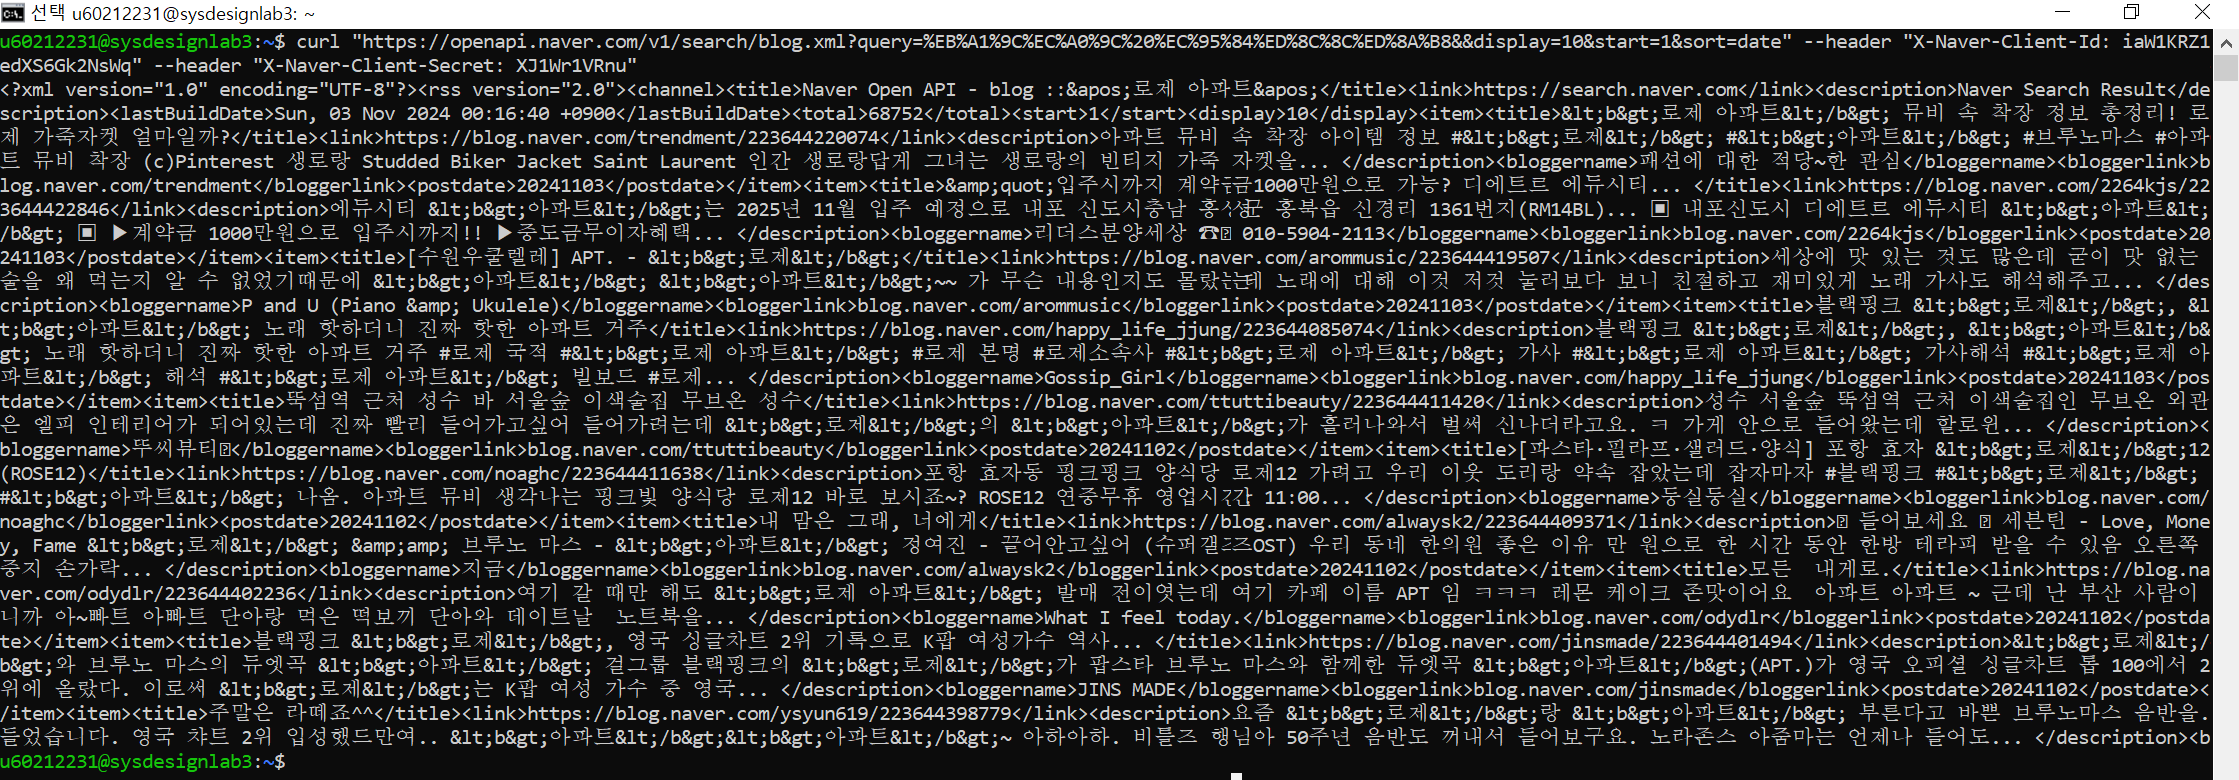 선택 u60212231@sysdesignlab3: ~
u60212231@sysdesignlab3:~$ curl "https://openapi.naver.com/v1/search/blog.xml?query=%EB%A1%9C%EC%A0%9C%20%EC%95%84%ED%8C%8C%ED%8A%B8&&display=10&start=1&sort=date" --header "X-Naver-Client-Id: iaW1KRZ1
edXS6Gk2NsWq" --header "X-Naver-Client-Secret: XJ1Wr1VRnu"
<?xml version="1.0" encoding="UTF-8"?><rss version="2.0"><channel><title>Naver Open API - blog ::&apos;로제 아파트&apos;</title><link>https://search.naver.com</link><description>Naver Search Result</de
scription><lastBuildDate>Sun, 03 Nov 2024 00:16:40 +0900</lastBuildDate><total>68752</total><start>1</start><display>10</display><item><title>&lt;b&gt;로제 아파트&lt;/b&gt; 뮤비 속 착장 정보 총정리! 로
제 가죽자켓 얼마일까?</title><link>https://blog.naver.com/trendment/223644220074</link><description>아파트 뮤비 속 착장 아이템 정보 #&lt;b&gt;로제&lt;/b&gt; #&lt;b&gt;아파트&lt;/b&gt; #브루노마스 #아파
트 뮤비 착장 (c)Pinterest 생로랑 Studded Biker Jacket Saint Laurent 인간 생로랑답게 그녀는 생로랑의 빈티지 가죽 자켓을... </description><bloggername>패션에 대한 적당~한 관심</bloggername><bloggerlink>b
log.naver.com/trendment</bloggerlink><postdate>20241103</postdate></item><item><title>&amp;quot;입주시까지 계약금1000만원으로 가능? 디에트르 에듀시티... </title><link>https://blog.naver.com/2264kjs/22
3644422846</link><description>에듀시티 &lt;b&gt;아파트&lt;/b&gt;는 2025년 11월 입주 예정으로 내포 신도시충남 홍성군 홍북읍 신경리 1361번지(RM14BL)... ▣ 내포신도시 디에트르 에듀시티 &lt;b&gt;아파트&lt;
/b&gt; ▣ ▶계약금 1000만원으로 입주시까지!! ▶중도금무이자혜택... </description><bloggername>리더스분양세상 ☎ 010-5904-2113</bloggername><bloggerlink>blog.naver.com/2264kjs</bloggerlink><postdate>20
241103</postdate></item><item><title>[수원우쿨렐레] APT. - &lt;b&gt;로제&lt;/b&gt;</title><link>https://blog.naver.com/arommusic/223644419507</link><description>세상에 맛 있는 것도 많은데 굳이 맛 없는
술을 왜 먹는지 알 수 없었기때문에 &lt;b&gt;아파트&lt;/b&gt; &lt;b&gt;아파트&lt;/b&gt;~~ 가 무슨 내용인지도 몰랐는데 노래에 대해 이것 저것 눌러보다 보니 친절하고 재미있게 노래 가사도 해석해주고... </des
cription><bloggername>P and U (Piano &amp; Ukulele)</bloggername><bloggerlink>blog.naver.com/arommusic</bloggerlink><postdate>20241103</postdate></item><item><title>블랙핑크 &lt;b&gt;로제&lt;/b&gt;, &l
t;b&gt;아파트&lt;/b&gt; 노래 핫하더니 진짜 핫한 아파트 거주</title><link>https://blog.naver.com/happy_life_jjung/223644085074</link><description>블랙핑크 &lt;b&gt;로제&lt;/b&gt;, &lt;b&gt;아파트&lt;/b&
gt; 노래 핫하더니 진짜 핫한 아파트 거주 #로제 국적 #&lt;b&gt;로제 아파트&lt;/b&gt; #로제 본명 #로제소속사 #&lt;b&gt;로제 아파트&lt;/b&gt; 가사 #&lt;b&gt;로제 아파트&lt;/b&gt; 가사해석 #&lt;b&gt;로제 아
파트&lt;/b&gt; 해석 #&lt;b&gt;로제 아파트&lt;/b&gt; 빌보드 #로제... </description><bloggername>Gossip_Girl</bloggername><bloggerlink>blog.naver.com/happy_life_jjung</bloggerlink><postdate>20241103</pos
tdate></item><item><title>뚝섬역 근처 성수 바 서울숲 이색술집 무브온 성수</title><link>https://blog.naver.com/ttuttibeauty/223644411420</link><description>성수 서울숲 뚝섬역 근처 이색술집인 무브온 외관
은 엘피 인테리어가 되어있는데 진짜 빨리 들어가고싶어 들어가려는데 &lt;b&gt;로제&lt;/b&gt;의 &lt;b&gt;아파트&lt;/b&gt;가 흘러나와서 벌써 신나더라고요. ㅋ 가게 안으로 들어왔는데 할로윈... </description><
bloggername>뚜씨뷰티</bloggername><bloggerlink>blog.naver.com/ttuttibeauty</bloggerlink><postdate>20241102</postdate></item><item><title>[파스타·필라프·샐러드·양식] 포항 효자 &lt;b&gt;로제&lt;/b&gt;12
(ROSE12)</title><link>https://blog.naver.com/noaghc/223644411638</link><description>포항 효자동 핑크핑크 양식당 로제12 가려고 우리 이웃 도리랑 약속 잡았는데 잡자마자 #블랙핑크 #&lt;b&gt;로제&lt;/b&gt;
#&lt;b&gt;아파트&lt;/b&gt; 나옴. 아파트 뮤비 생각나는 핑크빛 양식당 로제12 바로 보시죠~? ROSE12 연중무휴 영업시간 11:00... </description><bloggername>둥실둥실</bloggername><bloggerlink>blog.naver.com/
noaghc</bloggerlink><postdate>20241102</postdate></item><item><title>내 맘은 그래, 너에게</title><link>https://blog.naver.com/alwaysk2/223644409371</link><description> 들어보세요 세븐틴 - Love, Mone
y, Fame &lt;b&gt;로제&lt;/b&gt; &amp;amp; 브루노 마스 - &lt;b&gt;아파트&lt;/b&gt; 정여진 - 끌어안고싶어 (슈퍼갤즈OST) 우리 동네 한의원 좋은 이유 만 원으로 한 시간 동안 한방 테라피 받을 수 있음 오른쪽
중지 손가락... </description><bloggername>지금</bloggername><bloggerlink>blog.naver.com/alwaysk2</bloggerlink><postdate>20241102</postdate></item><item><title>모든  내게로.</title><link>https://blog.na
ver.com/odydlr/223644402236</link><description>여기 갈 때만 해도 &lt;b&gt;로제 아파트&lt;/b&gt; 발매 전이엿는데 여기 카페 이름 APT 임 ㅋㅋㅋ 레몬 케이크 존맛이어요  아파트 아파트 ~ 근데 난 부산 사람이
니까 아~빠트 아빠트 단아랑 먹은 떡보끼 단아와 데이트날  노트북을... </description><bloggername>What I feel today.</bloggername><bloggerlink>blog.naver.com/odydlr</bloggerlink><postdate>20241102</postda
te></item><item><title>블랙핑크 &lt;b&gt;로제&lt;/b&gt;, 영국 싱글차트 2위 기록으로 K팝 여성가수 역사... </title><link>https://blog.naver.com/jinsmade/223644401494</link><description>&lt;b&gt;로제&lt;/
b&gt;와 브루노 마스의 듀엣곡 &lt;b&gt;아파트&lt;/b&gt; 걸그룹 블랙핑크의 &lt;b&gt;로제&lt;/b&gt;가 팝스타 브루노 마스와 함께한 듀엣곡 &lt;b&gt;아파트&lt;/b&gt;(APT.)가 영국 오피셜 싱글차트 톱 100에서 2
위에 올랐다. 이로써 &lt;b&gt;로제&lt;/b&gt;는 K팝 여성 가수 중 영국... </description><bloggername>JINS MADE</bloggername><bloggerlink>blog.naver.com/jinsmade</bloggerlink><postdate>20241102</postdate><
/item><item><title>주말은 라떼죠^^</title><link>https://blog.naver.com/ysyun619/223644398779</link><description>요즘 &lt;b&gt;로제&lt;/b&gt;랑 &lt;b&gt;아파트&lt;/b&gt; 부른다고 바쁜 브루노마스 음반을.
들었습니다. 영국 챠트 2위 입성했드만여.. &lt;b&gt;아파트&lt;/b&gt;&lt;b&gt;아파트&lt;/b&gt;~ 아하아하. 비틀즈 행님아 50주년 음반도 꺼내서 들어보구요. 노라존스 아줌마는 언제나 들어도... </description><b
u60212231@sysdesignlab3:~$